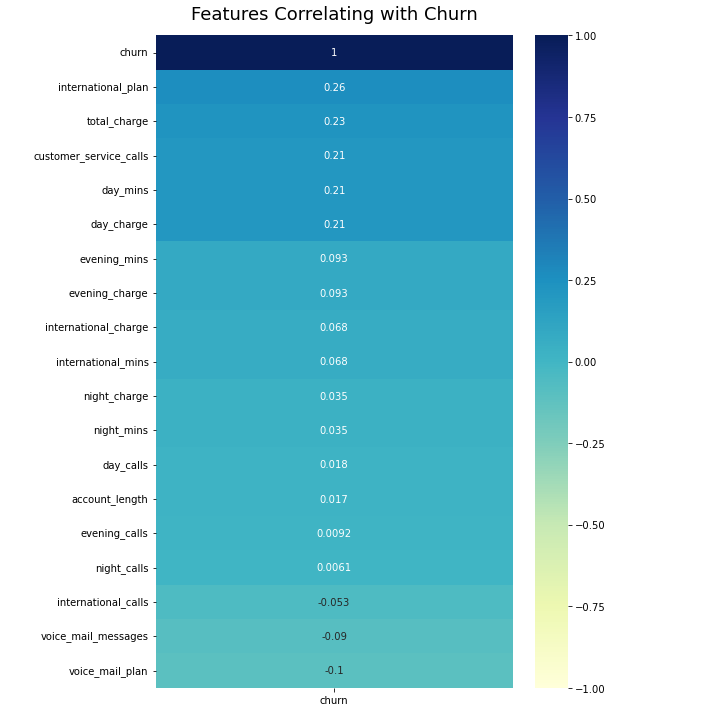 Features Correlating with Churn
churn 1
international_plan 0.26
total_charge 0.23
customer_service_calls 0.21
day_mins 0.21
day_charge 0.21
evening_mins 0.093
evening_charge 0.093
international_charge 0.068
international_mins 0.068
night_charge 0.035
night_mins 0.035
day_calls 0.018
account_length 0.017
evening_calls 0.0092
night_calls 0.0061
international_calls -0.053
voice_mail_messages -0.09
voice_mail_plan -0.1
churn
1.00
0.75
0.50
0.25
0.00
−0.25
−0.50
−0.75
−1.00